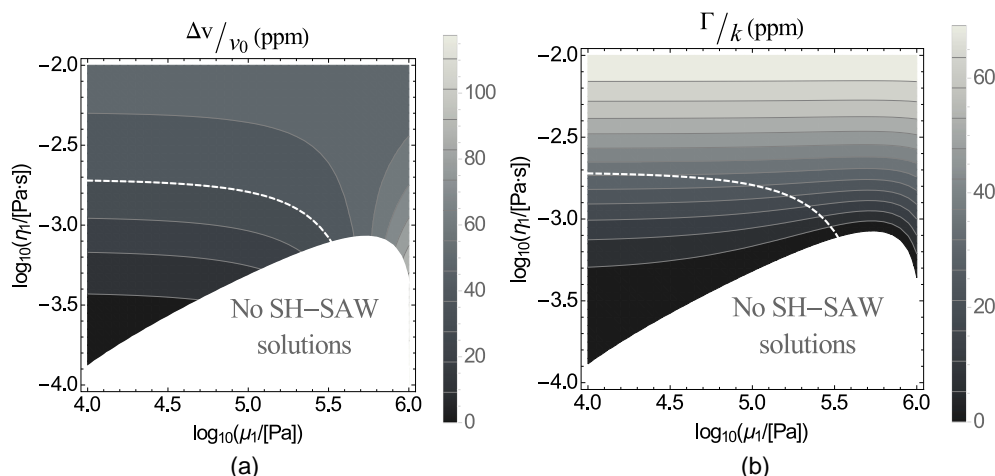 Δv/v₀ (ppm)
−2.0
−2.5
−3.0
−3.5
−4.0
log₁₀(η₁/[Pa·s])
No SH−SAW
solutions
4.0 4.5 5.0 5.5 6.0
log₁₀(μ₁/[Pa])
100
80
60
40
20
0
(a)
Γ/k (ppm)
−2.0
−2.5
−3.0
−3.5
−4.0
log₁₀(η₁/[Pa·s])
No SH−SAW
solutions
4.0 4.5 5.0 5.5 6.0
log₁₀(μ₁/[Pa])
60
40
20
0
(b)